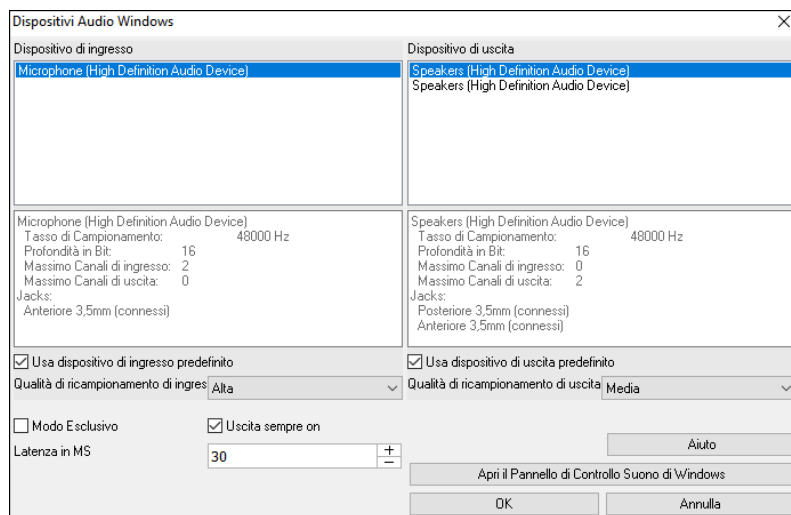 Dispositivi Audio Windows
Dispositivo di ingresso
Microphone (High Definition Audio Device)
Microphone (High Definition Audio Device)
Tasso di Campionamento: 48000 Hz
Profondità in Bit: 16
Massimo Canali di ingresso: 2
Massimo Canali di uscita: 0
Jacks:
Anteriore 3,5mm (connessi)
Usa dispositivo di ingresso predefinito
Qualità di ricampionamento di ingres Alta
Dispositivo di uscita
Speakers (High Definition Audio Device)
Speakers (High Definition Audio Device)
Speakers (High Definition Audio Device)
Tasso di Campionamento: 48000 Hz
Profondità in Bit: 16
Massimo Canali di ingresso: 0
Massimo Canali di uscita: 2
Jacks:
Posteriore 3,5mm (connessi)
Anteriore 3,5mm (connessi)
Usa dispositivo di uscita predefinito
Qualità di ricampionamento di uscita Media
Modo Esclusivo
Uscita sempre on
Latenza in MS 30
Aiuto
Apri il Pannello di Controllo Suono di Windows
OK
Annulla